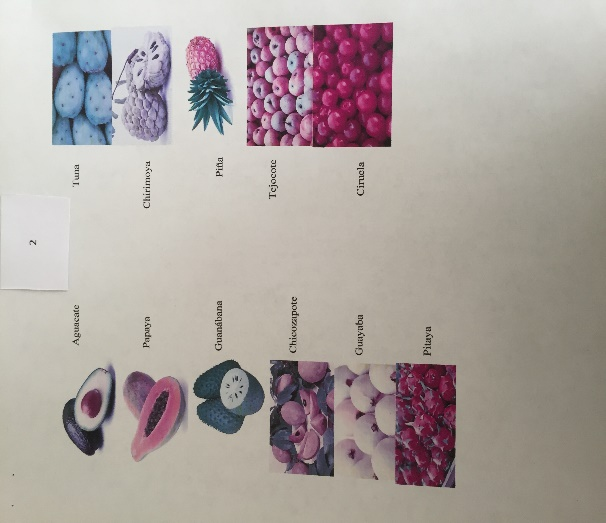 2
Aguacate
Papaya
Guanábana
Chicozapote
Guayaba
Pitaya
Tuna
Chirimoya
Piña
Tejocote
Ciruela